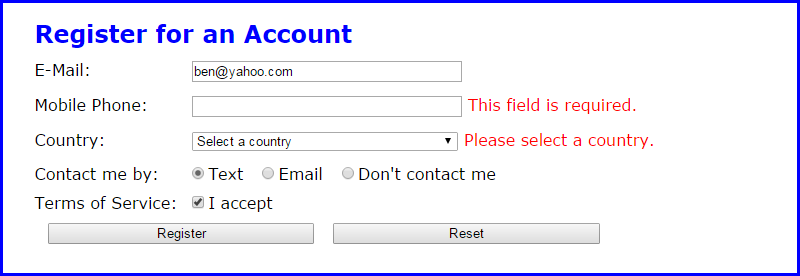 Register for an Account
E-Mail: ben@yahoo.com
Mobile Phone: This field is required.
Country: Select a country Please select a country.
Contact me by: Text Email Don't contact me
Terms of Service: I accept
Register Reset